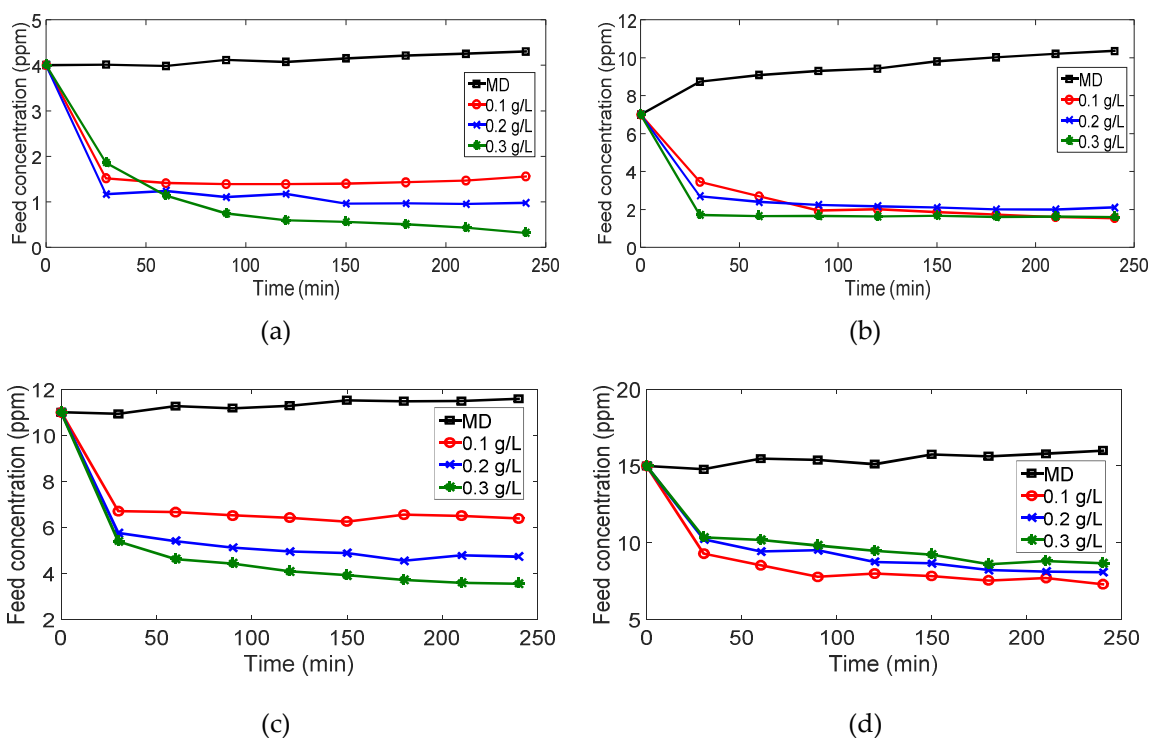 Feed concentration (ppm)
5
4
3
2
1
0
0 50 100 150 200 250
Time (min)
MD
0.1 g/L
0.2 g/L
0.3 g/L
(a)
Feed concentration (ppm)
12
10
8
6
4
2
0
0 50 100 150 200 250
Time (min)
MD
0.1 g/L
0.2 g/L
0.3 g/L
(b)
Feed concentration (ppm)
12
10
8
6
4
2
0 50 100 150 200 250
Time (min)
MD
0.1 g/L
0.2 g/L
0.3 g/L
(c)
Feed concentration (ppm)
20
15
10
5
0 50 100 150 200 250
Time (min)
MD
0.1 g/L
0.2 g/L
0.3 g/L
(d)